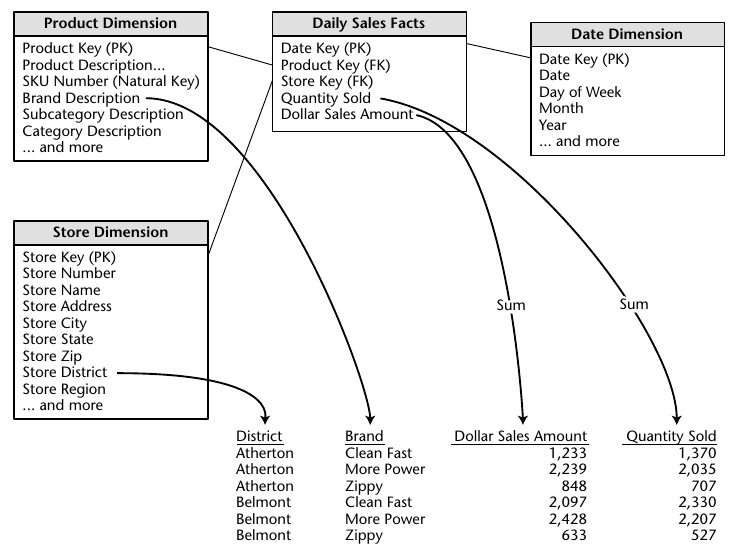 Product Dimension
Product Key (PK)
Product Description...
SKU Number (Natural Key)
Brand Description
Subcategory Description
Category Description
... and more
Daily Sales Facts
Date Key (PK)
Product Key (FK)
Store Key (FK)
Quantity Sold
Dollar Sales Amount
Date Dimension
Date Key (PK)
Date
Day of Week
Month
Year
... and more
Store Dimension
Store Key (PK)
Store Number
Store Name
Store Address
Store City
Store State
Store Zip
Store District
Store Region
... and more
Sum
Sum
District Brand Dollar Sales Amount Quantity Sold
Atherton Clean Fast 1,233 1,370
Atherton More Power 2,239 2,035
Atherton Zippy 848 707
Belmont Clean Fast 2,097 2,330
Belmont More Power 2,428 2,207
Belmont Zippy 633 527